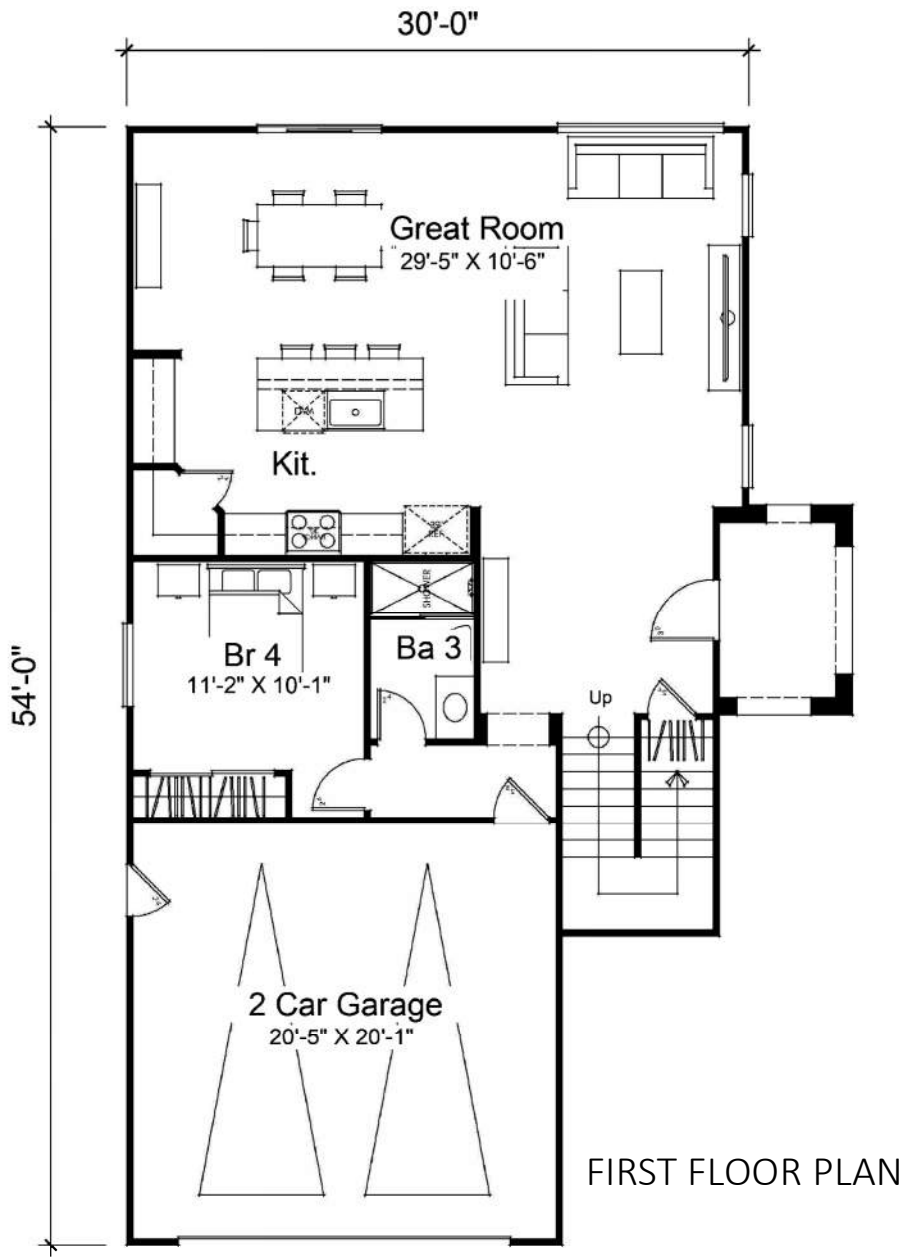 30'-0"
54'-0"
Great Room
29'-5" X 10'-6"
Kit.
SHOWER
Br 4
11'-2" X 10'-1"
Ba 3
Up
2 Car Garage
20'-5" X 20'-1"
FIRST FLOOR PLAN